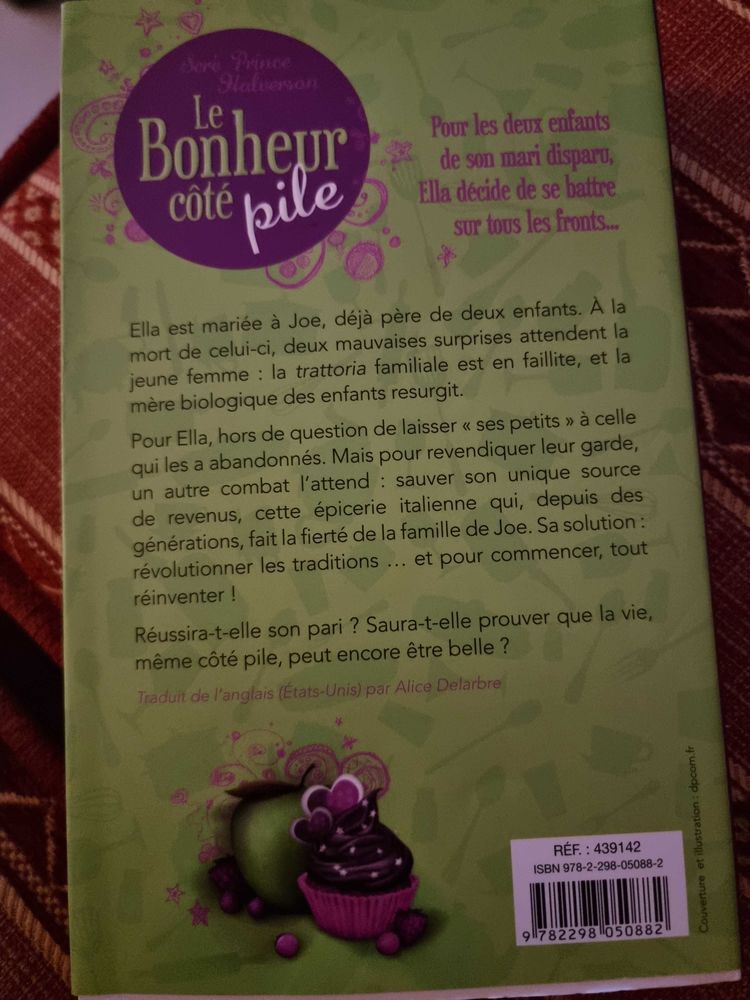 Seré Prince
Halverson
Le
Bonheur
côté
pile
Pour les deux enfants
de son mari disparu,
Ella décide de se battre
sur tous les fronts...
Ella est mariée à Joe, déjà père de deux enfants. À la
mort de celui-ci, deux mauvaises surprises attendent la
jeune femme : la trattoria familiale est en faillite, et la
mère biologique des enfants resurgit.
Pour Ella, hors de question de laisser « ses petits » à celle
qui les a abandonnés. Mais pour revendiquer leur garde,
un autre combat l'attend : sauver son unique source
de revenus, cette épicerie italienne qui, depuis des
générations, fait la fierté de la famille de Joe. Sa solution :
révolutionner les traditions ... et pour commencer, tout
réinventer !
Réussira-t-elle son pari ? Saura-t-elle prouver que la vie,
même côté pile, peut encore être belle ?
Traduit de l'anglais (États-Unis) par Alice Delarbre
RÉF. : 439142
ISBN 978-2-298-05088-2
9 782298 050882
Couverture et illustration : dpcom.fr